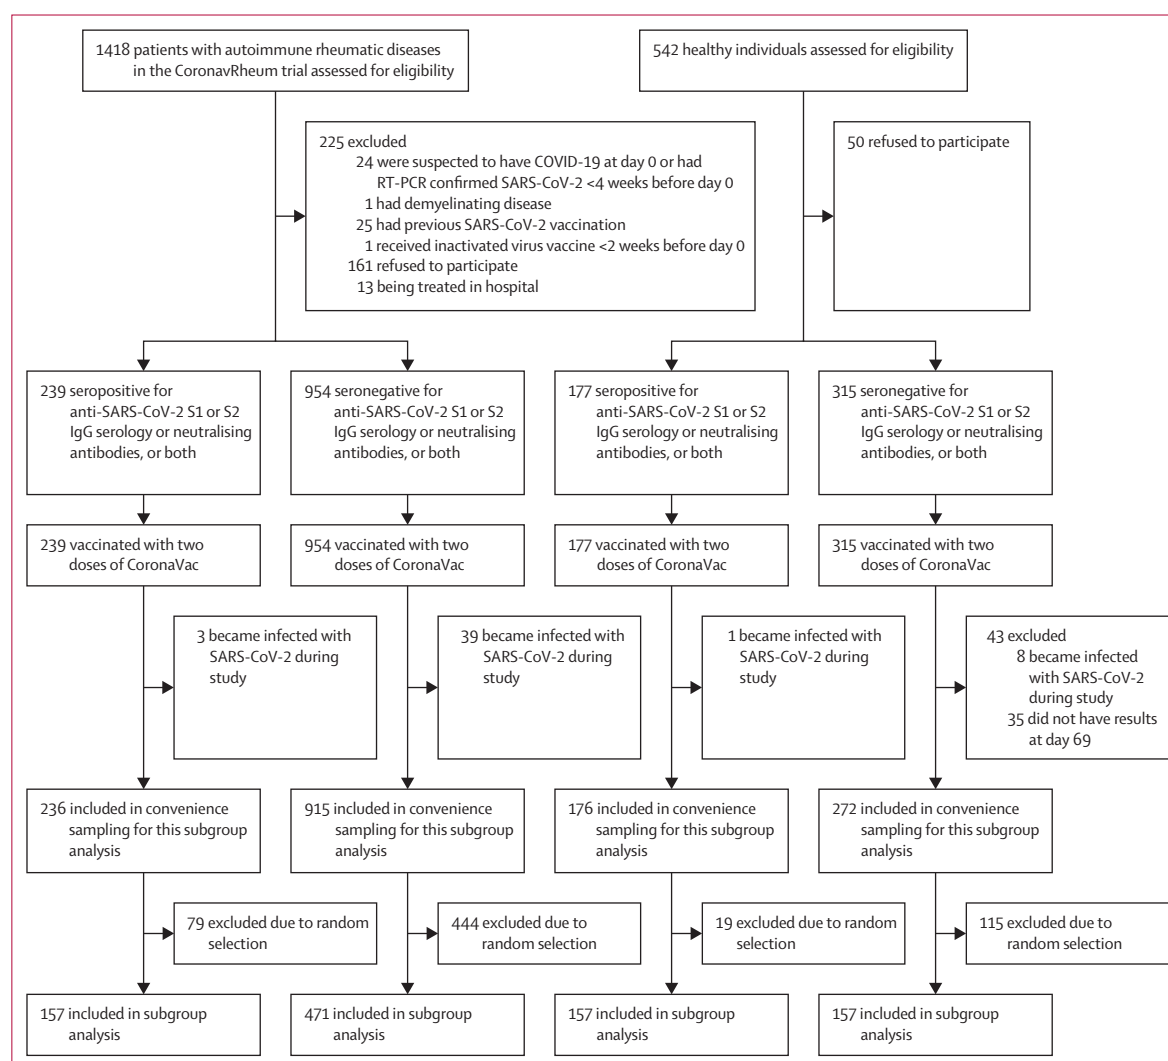 1418 patients with autoimmune rheumatic diseases
in the CoronavRheum trial assessed for eligibility
542 healthy individuals assessed for eligibility
225 excluded
24 were suspected to have COVID-19 at day 0 or had
RT-PCR confirmed SARS-CoV-2 <4 weeks before day 0
1 had demyelinating disease
25 had previous SARS-CoV-2 vaccination
1 received inactivated virus vaccine <2 weeks before day 0
161 refused to participate
13 being treated in hospital
50 refused to participate
239 seropositive for
anti-SARS-CoV-2 S1 or S2
IgG serology or neutralising
antibodies, or both
954 seronegative for
anti-SARS-CoV-2 S1 or S2
IgG serology or neutralising
antibodies, or both
177 seropositive for
anti-SARS-CoV-2 S1 or S2
IgG serology or neutralising
antibodies, or both
315 seronegative for
anti-SARS-CoV-2 S1 or S2
IgG serology or neutralising
antibodies, or both
239 vaccinated with two
doses of CoronaVac
954 vaccinated with two
doses of CoronaVac
177 vaccinated with two
doses of CoronaVac
315 vaccinated with two
doses of CoronaVac
3 became infected with
SARS-CoV-2 during
study
39 became infected with
SARS-CoV-2 during
study
1 became infected with
SARS-CoV-2 during
study
43 excluded
8 became infected
with SARS-CoV-2
during study
35 did not have results
at day 69
236 included in convenience
sampling for this subgroup
analysis
915 included in convenience
sampling for this subgroup
analysis
176 included in convenience
sampling for this subgroup
analysis
272 included in convenience
sampling for this subgroup
analysis
79 excluded due to random
selection
444 excluded due to
random selection
19 excluded due to random
selection
115 excluded due to
random selection
157 included in subgroup
analysis
471 included in subgroup
analysis
157 included in subgroup
analysis
157 included in subgroup
analysis